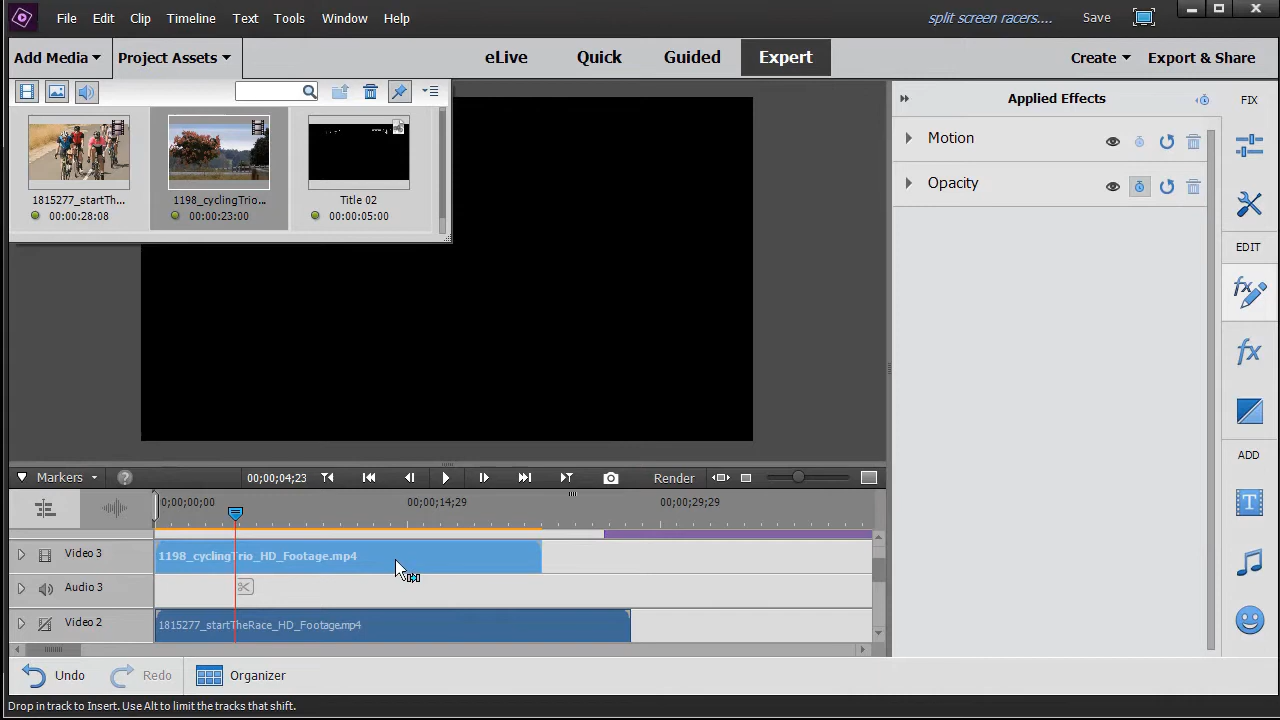 File Edit Clip Timeline Text Tools Window Help
split screen racers.... Save
Add Media Project Assets
eLive Quick Guided Expert
Create Export & Share
1815277_startTh...
00:00:28:08
1198_cyclingTrio...
00:00:23:00
Title 02
00:00:05:00
Applied Effects
Motion
Opacity
FIX
EDIT
ADD
Markers
00;00;04;23
Render
0;00;00;00 00;00;14;29 00;00;29;29
Video 3
1198_cyclingTrio_HD_Footage.mp4
Audio 3
Video 2
1815277_startTheRace_HD_Footage.mp4
Undo Redo Organizer
Drop in track to Insert. Use Alt to limit the tracks that shift.